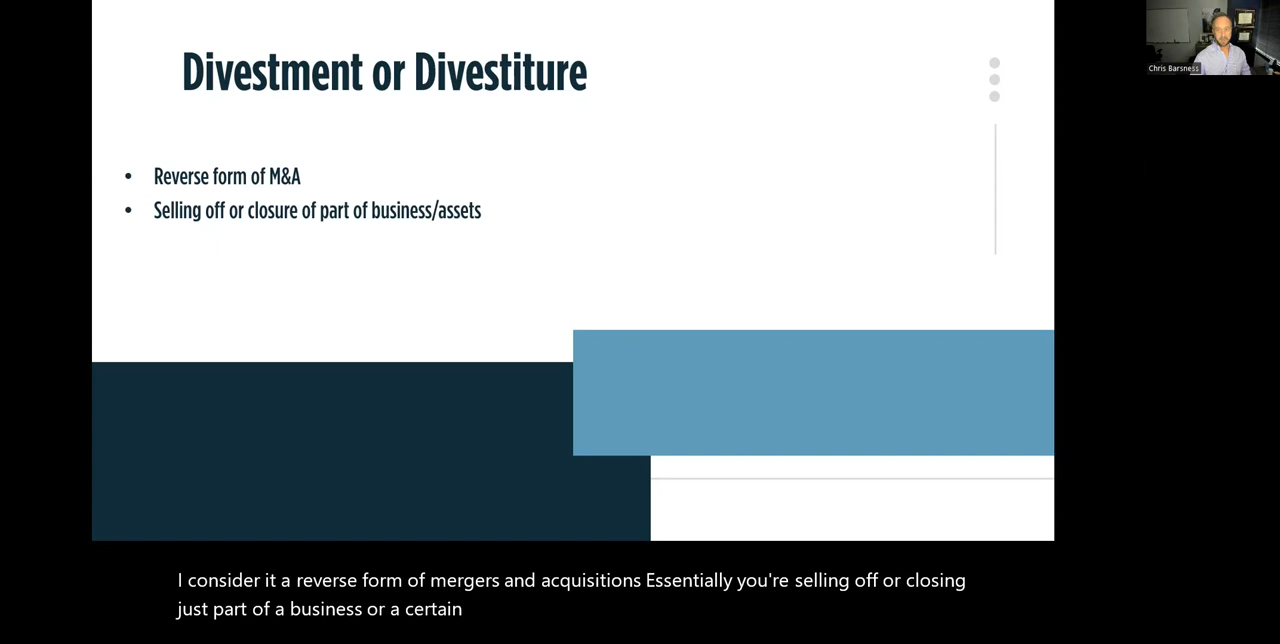 Divestment or Divestiture
Chris Barsness
• Reverse form of M&A
• Selling off or closure of part of business/assets
I consider it a reverse form of mergers and acquisitions Essentially you're selling off or closing
just part of a business or a certain